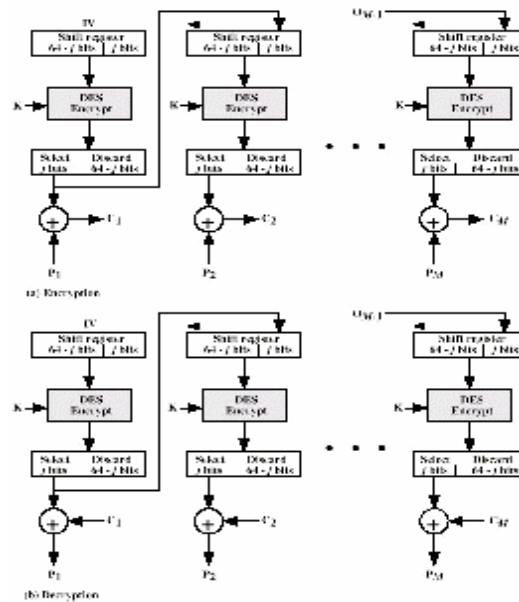 IV O M-1
Shift register Shift register Shift register
64 - j bits j bits 64 - j bits j bits 64 - j bits j bits
K DES Encrypt K DES Encrypt K DES Encrypt
Select j bits Discard 64 - j bits Select j bits Discard 64 - j bits Select j bits Discard 64 - j bits
• • •
+ C1 + C2 + CM
P1 P2 PM
(a) Encryption
IV O M-1
Shift register Shift register Shift register
64 - j bits j bits 64 - j bits j bits 64 - j bits j bits
K DES Encrypt K DES Encrypt K DES Encrypt
Select j bits Discard 64 - j bits Select j bits Discard 64 - j bits Select j bits Discard 64 - j bits
• • •
+ C1 + C2 + CM
P1 P2 PM
(b) Decryption